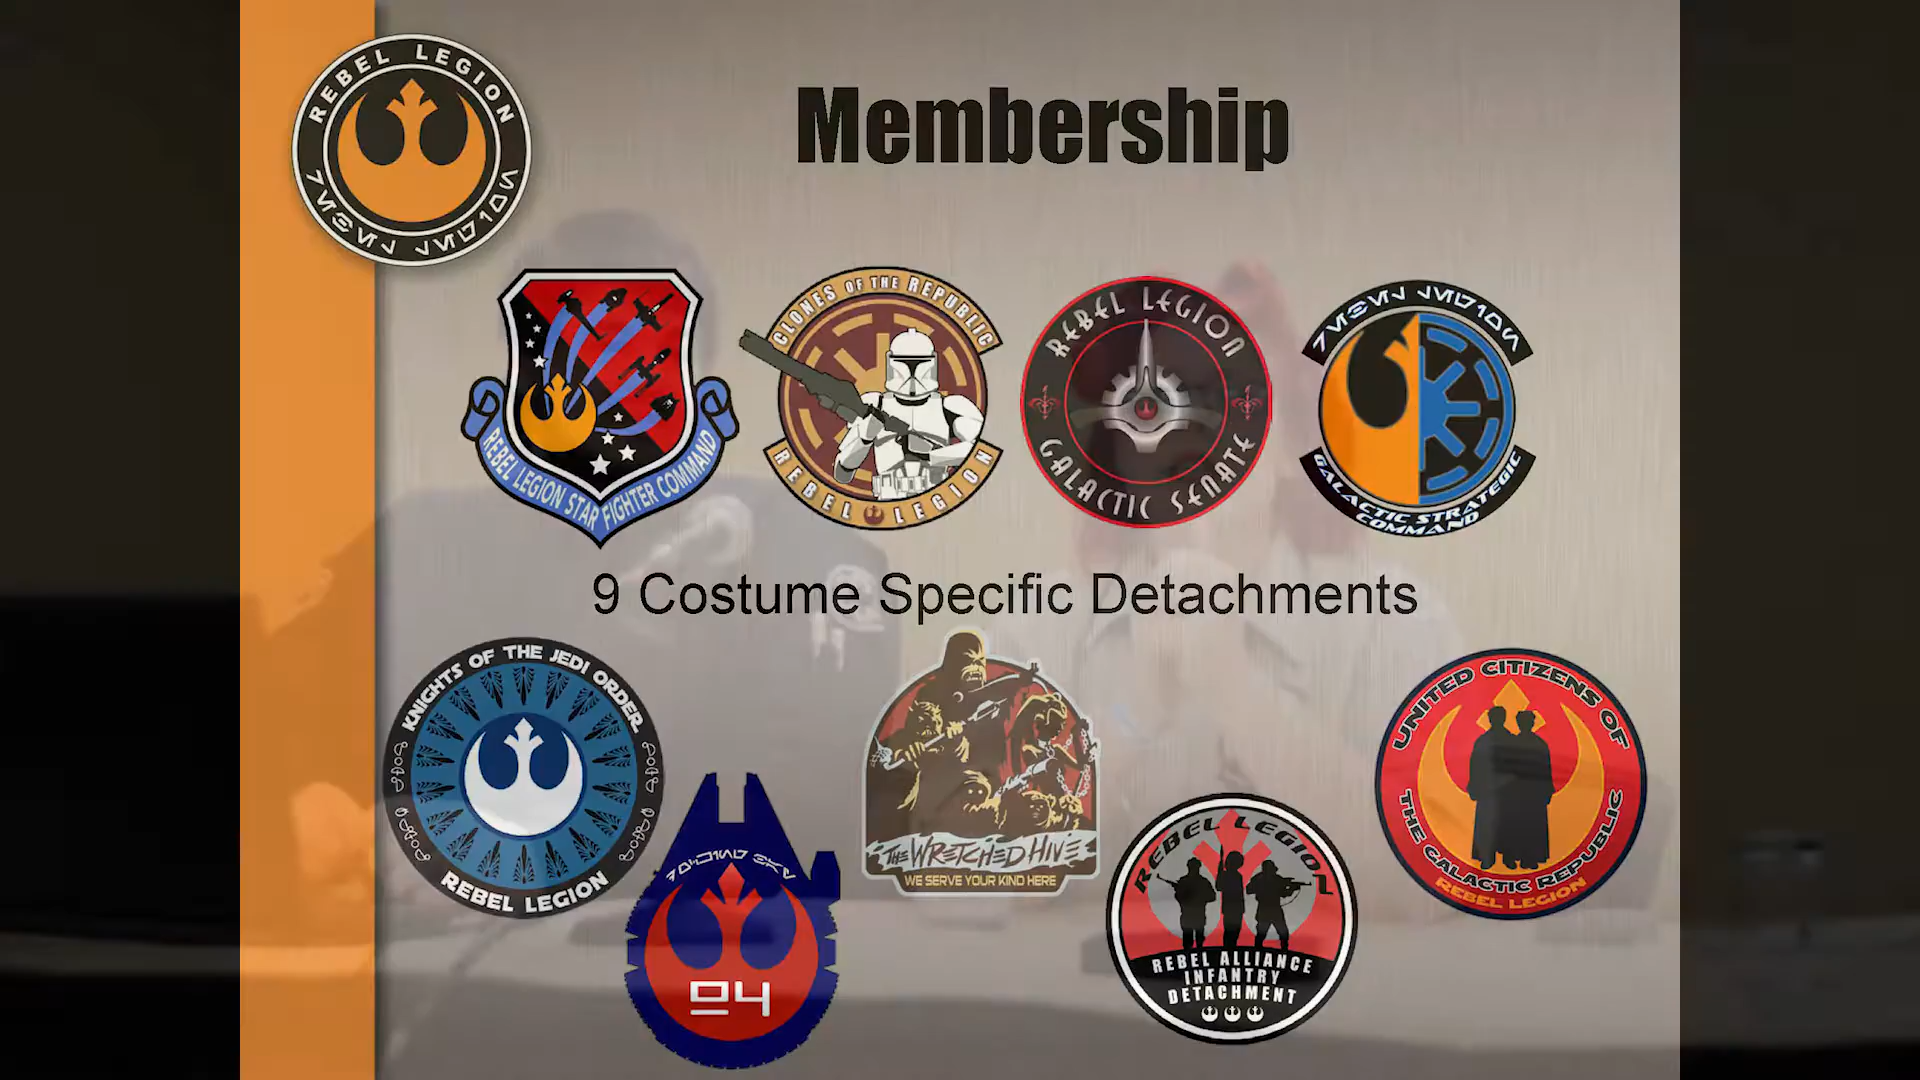 REBEL LEGION
Membership
REBEL LEGION STAR FIGHTER COMMAND
CLONES OF THE REPUBLIC
REBEL LEGION
REBEL LEGION
GALACTIC SENATE
GALACTIC STRATEGIC
COMMAND
9 Costume Specific Detachments
KNIGHTS OF THE JEDI ORDER
REBEL LEGION
04
THE WRETCHED HIVE
WE SERVE YOUR KIND HERE
REBEL LEGION
REBEL ALLIANCE
INFANTRY
DETACHMENT
UNITED CITIZENS OF
THE GALACTIC REPUBLIC
REBEL LEGION